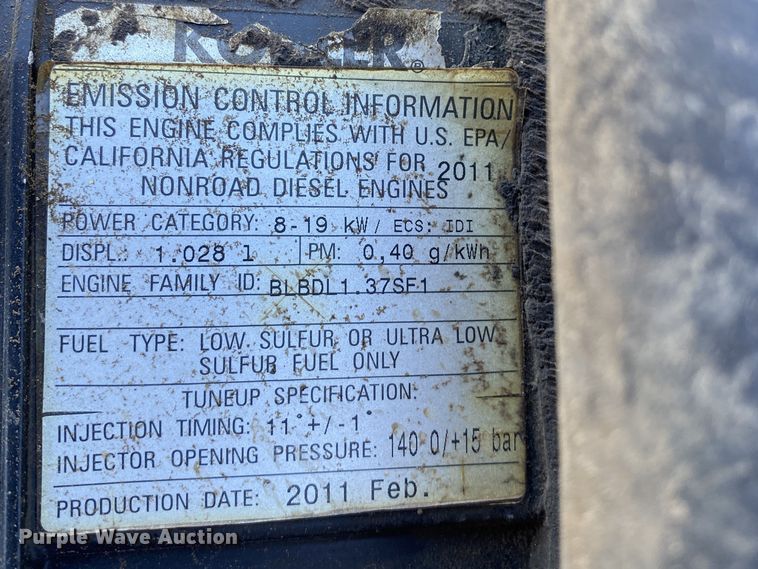 EMISSION CONTROL INFORMATION
THIS ENGINE COMPLIES WITH U.S. EPA/
CALIFORNIA REGULATIONS FOR 2011
NONROAD DIESEL ENGINES
POWER CATEGORY: 8-19 kW/ ECS: IDI
DISPL.: 1.028 l PM: 0,40 g/kWh
ENGINE FAMILY ID: BLBDL1.37SF1
FUEL TYPE: LOW SULFUR OR ULTRA LOW
SULFUR FUEL ONLY
TUNEUP SPECIFICATION:
INJECTION TIMING: 11°+/-1°
INJECTOR OPENING PRESSURE: 140 0/+15 bar
PRODUCTION DATE: 2011 Feb.
Purple Wave Auction